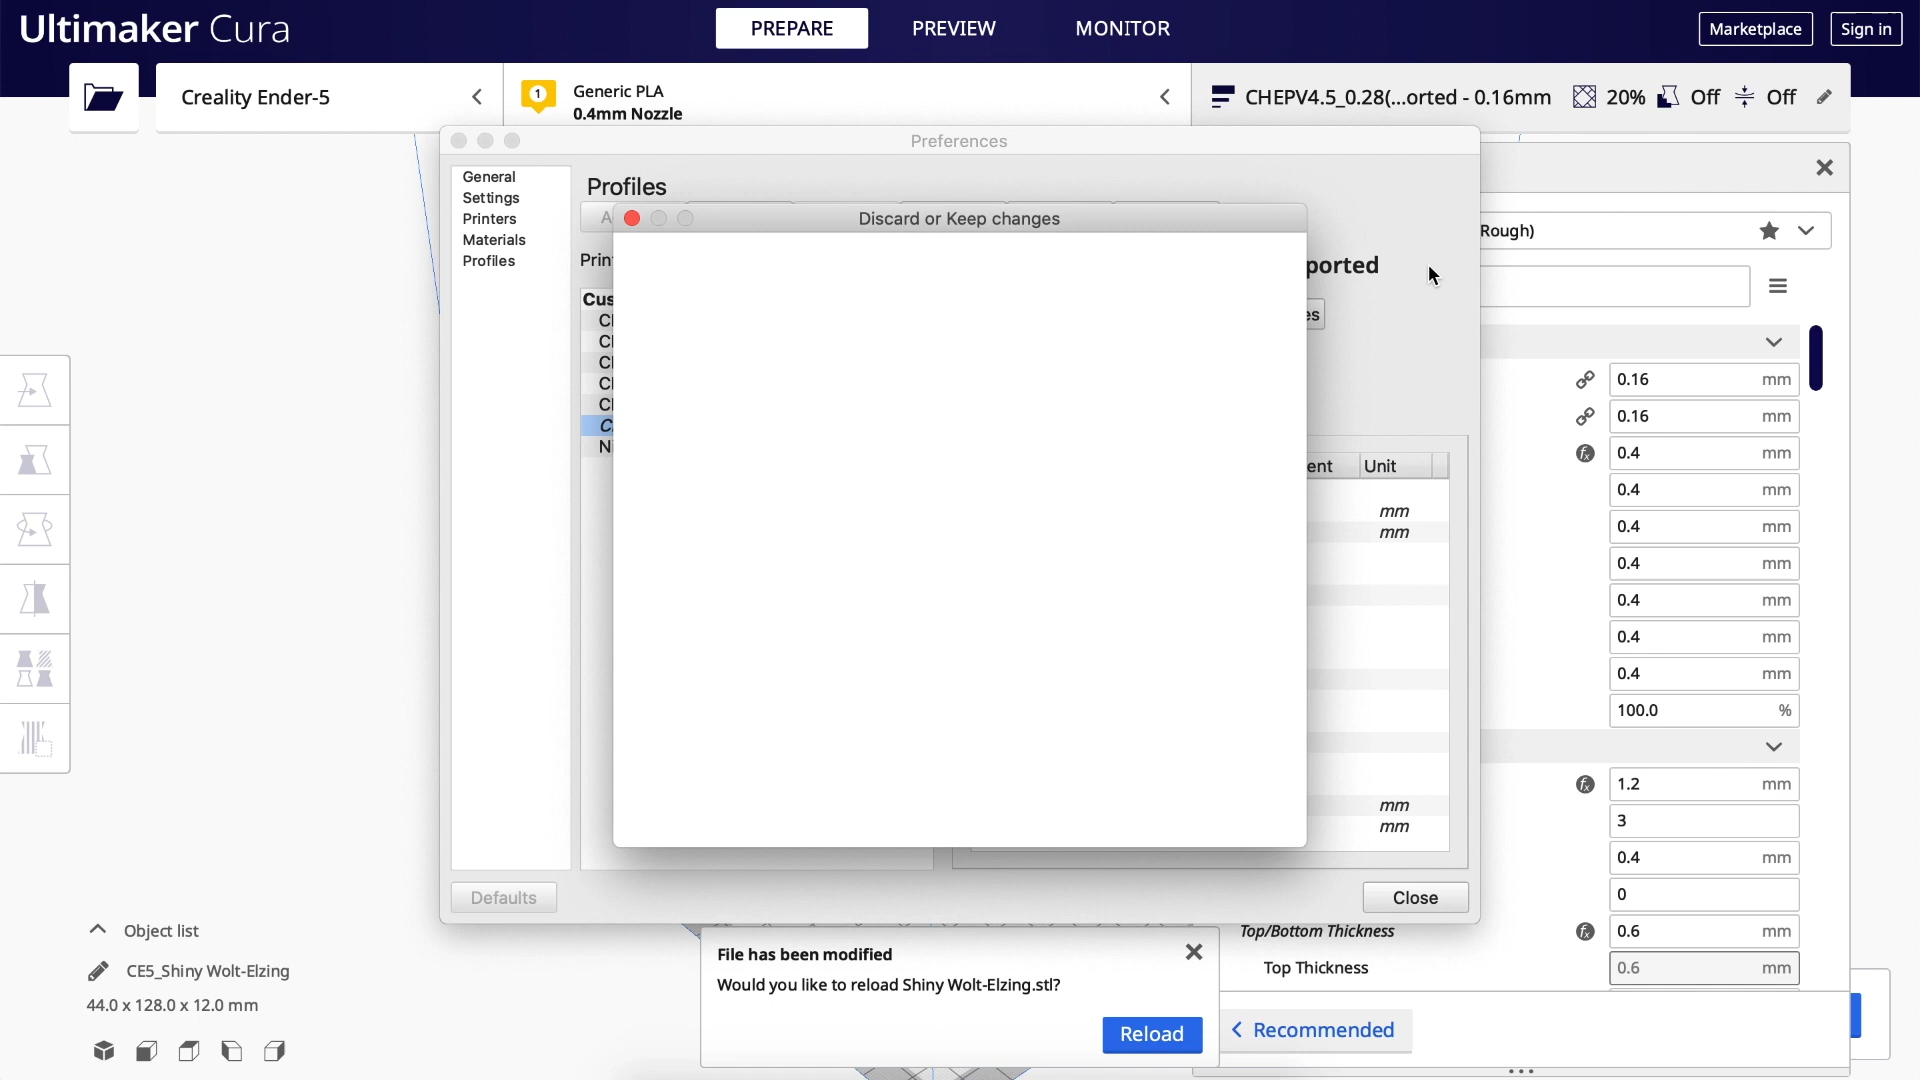 Ultimaker Cura
PREPARE
PREVIEW
MONITOR
Marketplace
Sign in
Creality Ender-5
1
Generic PLA
0.4mm Nozzle
CHEPV4.5_0.28(...orted - 0.16mm
20%
Off
Off
Preferences
General
Settings
Printers
Materials
Profiles
Profiles
Discard or Keep changes
Unit
mm
mm
mm
mm
Defaults
Close
Rough)
0.16 mm
0.16 mm
0.4 mm
0.4 mm
0.4 mm
0.4 mm
0.4 mm
0.4 mm
0.4 mm
100.0 %
1.2 mm
3
0.4 mm
0
Top/Bottom Thickness
0.6 mm
Top Thickness
0.6 mm
Recommended
Object list
CE5_Shiny Wolt-Elzing
44.0 x 128.0 x 12.0 mm
File has been modified
Would you like to reload Shiny Wolt-Elzing.stl?
Reload